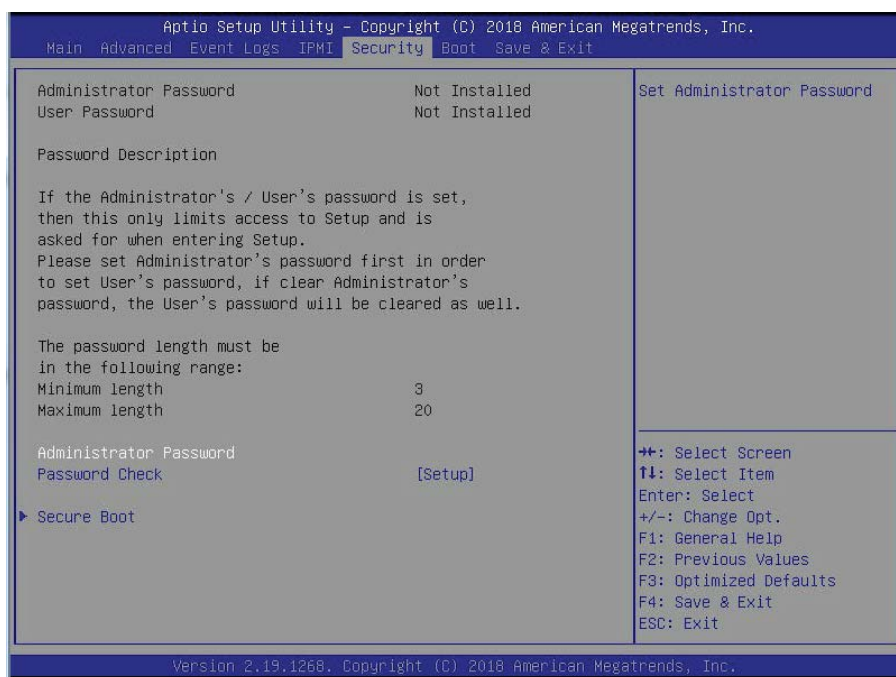 Aptio Setup Utility – Copyright (C) 2018 American Megatrends, Inc.
Main Advanced Event Logs IPMI Security Boot Save & Exit
Administrator Password Not Installed
User Password Not Installed
Password Description
If the Administrator's / User's password is set,
then this only limits access to Setup and is
asked for when entering Setup.
Please set Administrator's password first in order
to set User's password, if clear Administrator's
password, the User's password will be cleared as well.
The password length must be
in the following range:
Minimum length 3
Maximum length 20
Administrator Password
Password Check [Setup]
▶ Secure Boot
Set Administrator Password
→←: Select Screen
↑↓: Select Item
Enter: Select
+/-: Change Opt.
F1: General Help
F2: Previous Values
F3: Optimized Defaults
F4: Save & Exit
ESC: Exit
Version 2.19.1268. Copyright (C) 2018 American Megatrends, Inc.